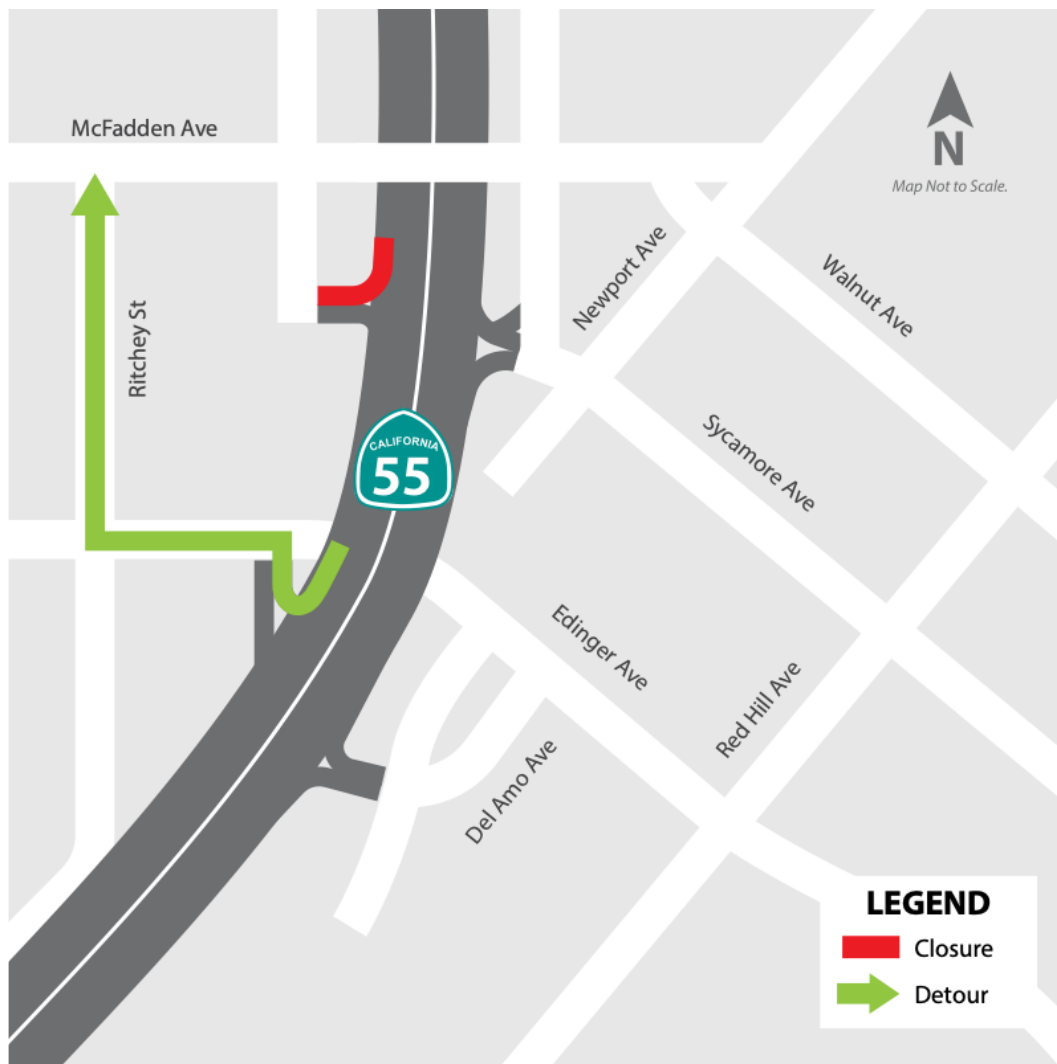 McFadden Ave
N
Map Not to Scale.
Newport Ave
Walnut Ave
Ritchey St
CALIFORNIA
55
Sycamore Ave
Edinger Ave
Red Hill Ave
Del Amo Ave
LEGEND
Closure
Detour